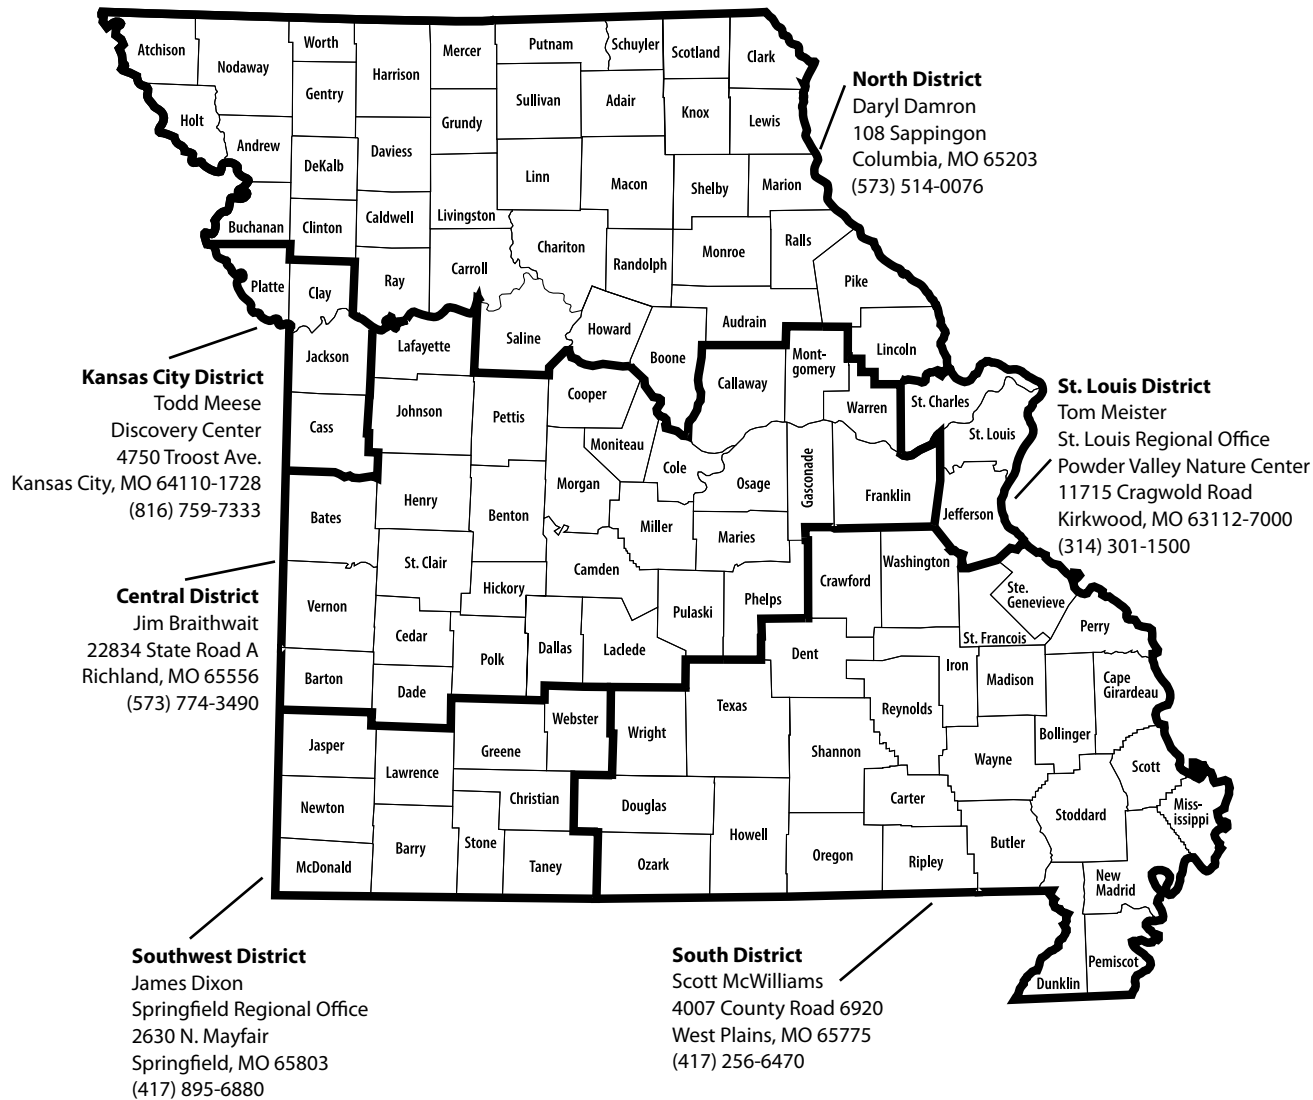 Atchison
Nodaway
Worth
Gentry
Harrison
Mercer
Putnam
Schuyler
Scotland
Clark
Holt
Andrew
DeKalb
Daviess
Grundy
Sullivan
Adair
Knox
Lewis
Buchanan
Clinton
Caldwell
Livingston
Linn
Macon
Shelby
Marion
Platte
Clay
Ray
Carroll
Chariton
Randolph
Monroe
Ralls
Pike
Jackson
Lafayette
Saline
Howard
Boone
Audrain
Lincoln
Cass
Johnson
Pettis
Cooper
Moniteau
Cole
Callaway
Mont-
gomery
Warren
St. Charles
St. Louis
Bates
Henry
Benton
Morgan
Miller
Osage
Gasconade
Franklin
Jefferson
Vernon
St. Clair
Hickory
Camden
Maries
Pulaski
Phelps
Crawford
Washington
Ste.
Genevieve
St. Francois
Perry
Barton
Cedar
Dade
Polk
Dallas
Laclede
Texas
Dent
Iron
Madison
Cape
Girardeau
Reynolds
Bollinger
Jasper
Lawrence
Greene
Webster
Wright
Shannon
Wayne
Scott
Newton
Christian
Douglas
Carter
Stoddard
Miss-
issippi
McDonald
Barry
Stone
Taney
Ozark
Howell
Oregon
Ripley
Butler
New
Madrid
Dunklin
Pemiscot
North District
Daryl Damron
108 Sappingon
Columbia, MO 65203
(573) 514-0076
Kansas City District
Todd Meese
Discovery Center
4750 Troost Ave.
Kansas City, MO 64110-1728
(816) 759-7333
St. Louis District
Tom Meister
St. Louis Regional Office
Powder Valley Nature Center
11715 Cragwold Road
Kirkwood, MO 63112-7000
(314) 301-1500
Central District
Jim Braithwait
22834 State Road A
Richland, MO 65556
(573) 774-3490
Southwest District
James Dixon
Springfield Regional Office
2630 N. Mayfair
Springfield, MO 65803
(417) 895-6880
South District
Scott McWilliams
4007 County Road 6920
West Plains, MO 65775
(417) 256-6470